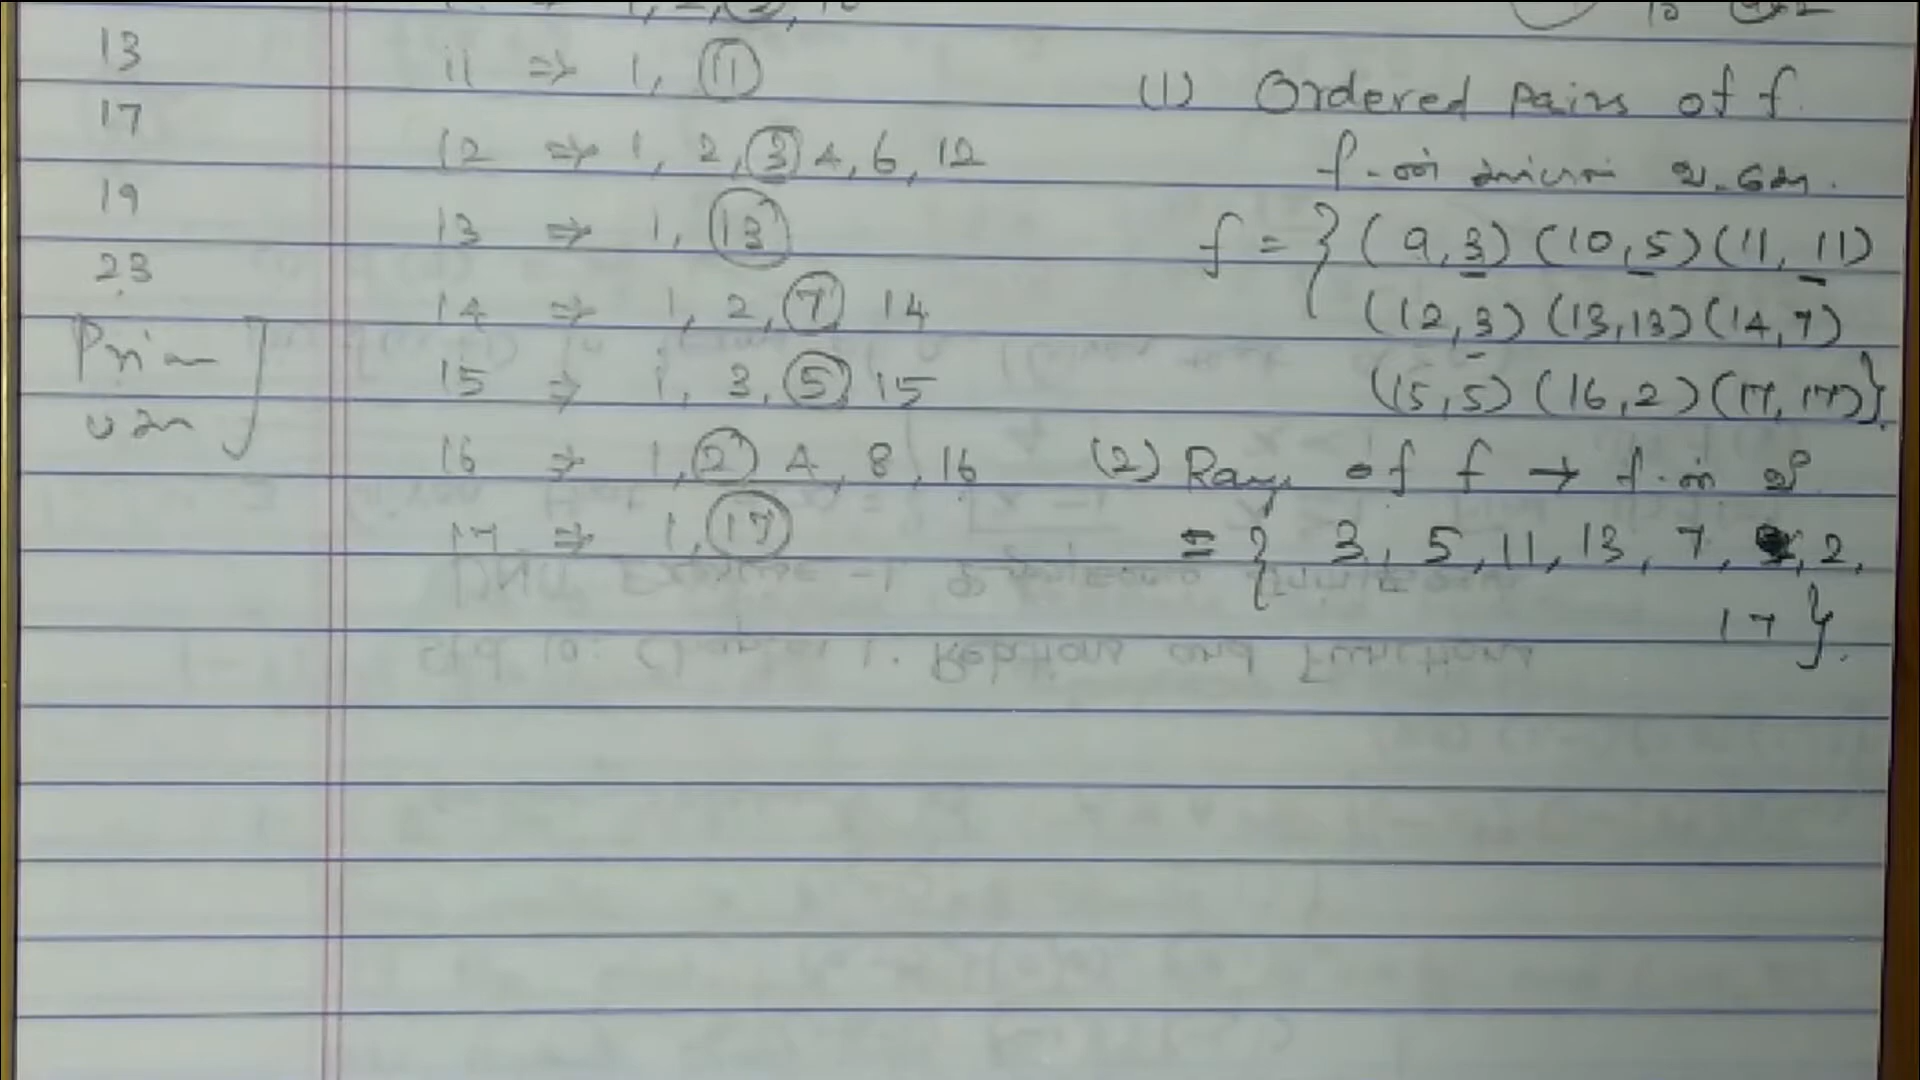 13
17
19
23
11 ⇒ 1, 11
12 ⇒ 1, 2, 3 4, 6, 12
13 ⇒ 1, 13
14 ⇒ 1, 2, 7 14
15 ⇒ 1, 3, 5 15
16 ⇒ 1, 2 4, 8, 16
17 ⇒ 1, 17
(1) Ordered pairs of f.
f = { (9,3) (10,5) (11, 11)
(12,3) (13,13) (14,7)
(15,5) (16,2) (17,17) }
(2) Range of f → f-ன்
= { 3, 5, 11, 13, 7, 2,
17 }.